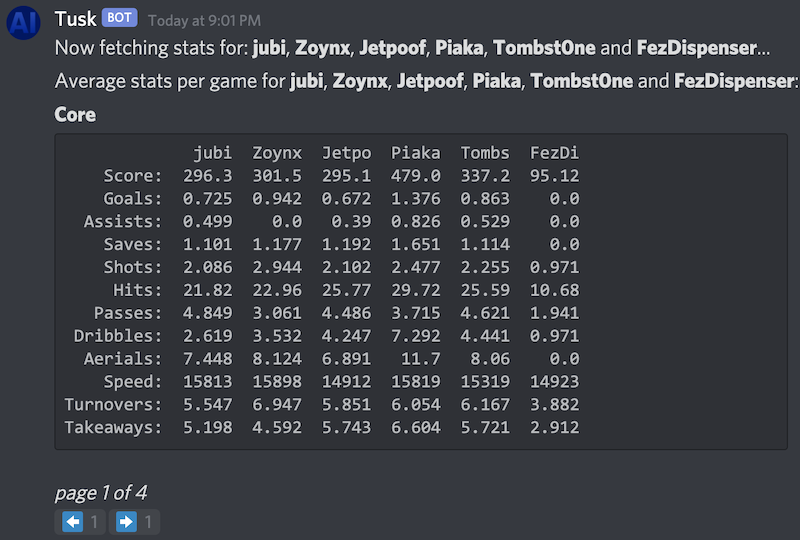 AI
Tusk BOT Today at 9:01 PM
Now fetching stats for: jubi, Zoynx, Jetpoof, Piaka, TombstOne and FezDispenser...
Average stats per game for jubi, Zoynx, Jetpoof, Piaka, TombstOne and FezDispenser:
Core
jubi Zoynx Jetpo Piaka Tombs FezDi
Score: 296.3 301.5 295.1 479.0 337.2 95.12
Goals: 0.725 0.942 0.672 1.376 0.863 0.0
Assists: 0.499 0.0 0.39 0.826 0.529 0.0
Saves: 1.101 1.177 1.192 1.651 1.114 0.0
Shots: 2.086 2.944 2.102 2.477 2.255 0.971
Hits: 21.82 22.96 25.77 29.72 25.59 10.68
Passes: 4.849 3.061 4.486 3.715 4.621 1.941
Dribbles: 2.619 3.532 4.247 7.292 4.441 0.971
Aerials: 7.448 8.124 6.891 11.7 8.06 0.0
Speed: 15813 15898 14912 15819 15319 14923
Turnovers: 5.547 6.947 5.851 6.054 6.167 3.882
Takeaways: 5.198 4.592 5.743 6.604 5.721 2.912
page 1 of 4
1 1